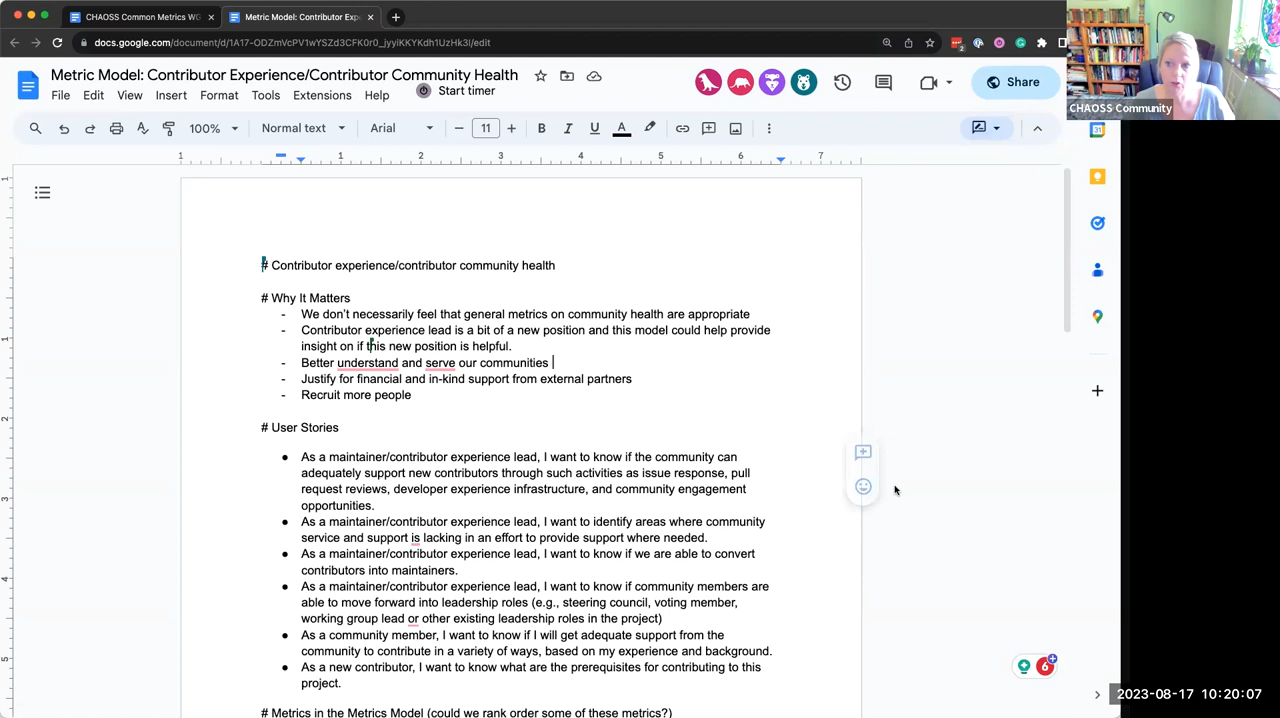 CHAOSS Common Metrics WG
Metric Model: Contributor Exp
docs.google.com/document/d/1A17-ODZmVcPV1wYSZd3CFK0r0_jyyiKKYKdh1UzHk3I/edit
CHAOSS Community
Metric Model: Contributor Experience/Contributor Community Health
File Edit View Insert Format Tools Extensions Help Start timer
Share
100% Normal text Arial 11 B I U A
1 1 2 3 4 5 6 7
# Contributor experience/contributor community health
# Why It Matters
- We don't necessarily feel that general metrics on community health are appropriate
- Contributor experience lead is a bit of a new position and this model could help provide
insight on if this new position is helpful.
- Better understand and serve our communities
- Justify for financial and in-kind support from external partners
- Recruit more people
# User Stories
● As a maintainer/contributor experience lead, I want to know if the community can
adequately support new contributors through such activities as issue response, pull
request reviews, developer experience infrastructure, and community engagement
opportunities.
● As a maintainer/contributor experience lead, I want to identify areas where community
service and support is lacking in an effort to provide support where needed.
● As a maintainer/contributor experience lead, I want to know if we are able to convert
contributors into maintainers.
● As a maintainer/contributor experience lead, I want to know if community members are
able to move forward into leadership roles (e.g., steering council, voting member,
working group lead or other existing leadership roles in the project)
● As a community member, I want to know if I will get adequate support from the
community to contribute in a variety of ways, based on my experience and background.
● As a new contributor, I want to know what are the prerequisites for contributing to this
project.
# Metrics in the Metrics Model (could we rank order some of these metrics?)
6
2023-08-17 10:20:07